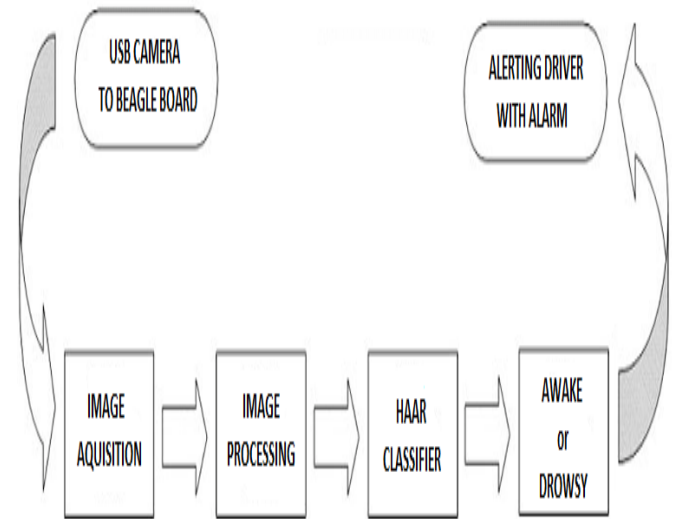 USB CAMERA
TO BEAGLE BOARD
ALERTING DRIVER
WITH ALARM
IMAGE
AQUISITION
IMAGE
PROCESSING
HAAR
CLASSIFIER
AWAKE
or
DROWSY